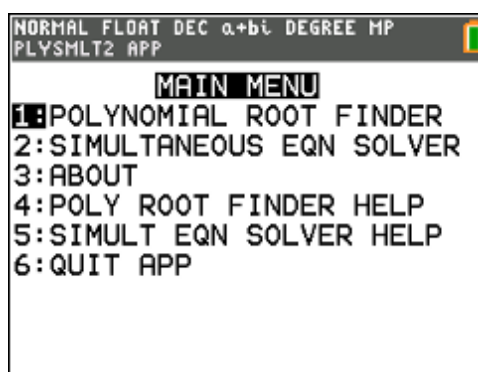 NORMAL FLOAT DEC a+bi DEGREE MP
PLYSMLT2 APP
MAIN MENU
1:POLYNOMIAL ROOT FINDER
2:SIMULTANEOUS EQN SOLVER
3:ABOUT
4:POLY ROOT FINDER HELP
5:SIMULT EQN SOLVER HELP
6:QUIT APP